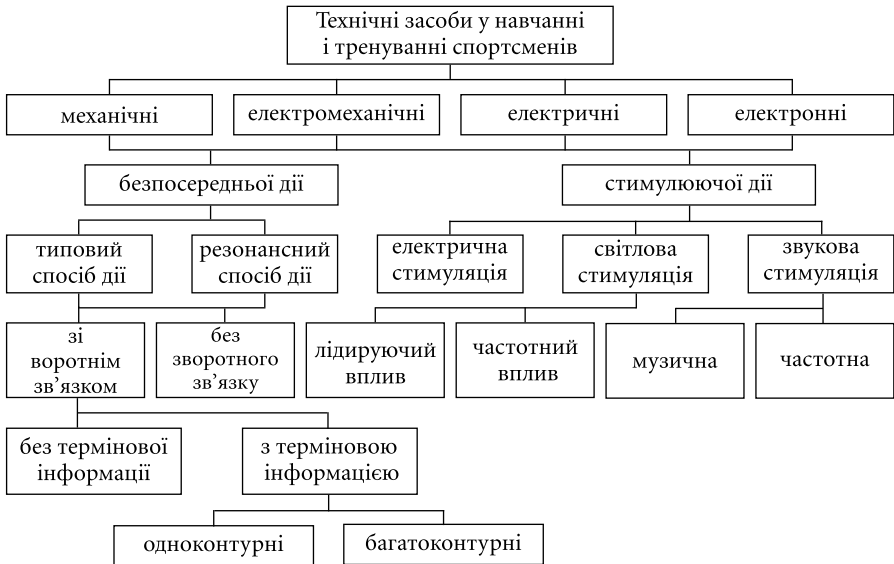 Технічні засоби у навчанні
і тренуванні спортсменів
механічні
електромеханічні
електричні
електронні
безпосередньої дії
стимулюючої дії
типовий
спосіб дії
резонансний
спосіб дії
електрична
стимуляція
світлова
стимуляція
звукова
стимуляція
зі
воротнім
зв’язком
без
зворотного
зв’язку
лідируючий
вплив
частотний
вплив
музична
частотна
без термінової
інформації
з терміновою
інформацією
одноконтурні
багатоконтурні